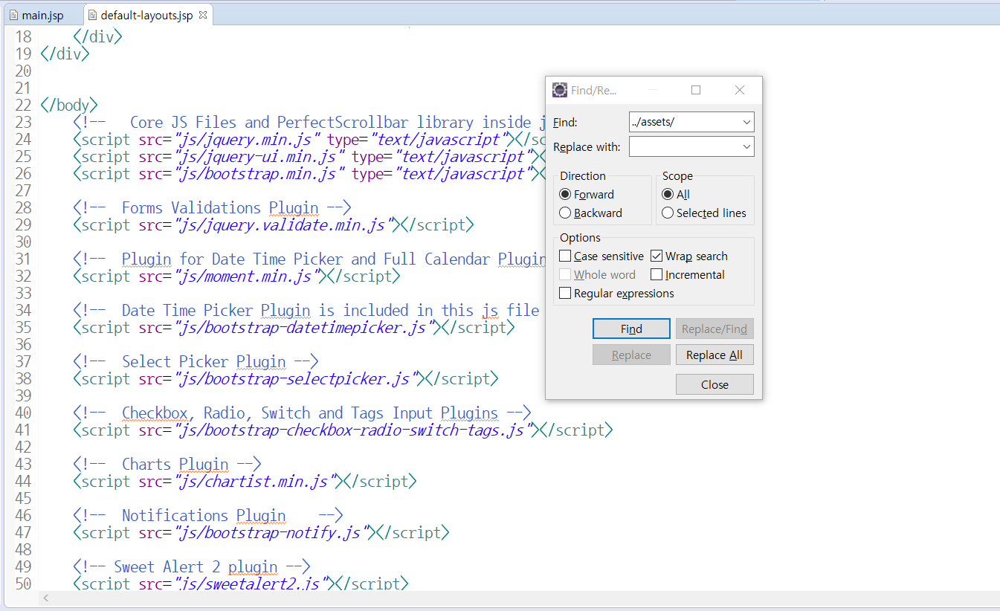 main.jsp
default-layouts.jsp
18 </div>
19 </div>
20
21
22 </body>
23 <!--   Core JS Files and PerfectScrollbar library inside j
24 <script src="js/jquery.min.js" type="text/javascript"></sc
25 <script src="js/jquery-ui.min.js" type="text/javascript"><
26 <script src="js/bootstrap.min.js" type="text/javascript"><
27
28 <!--  Forms Validations Plugin -->
29 <script src="js/jquery.validate.min.js"></script>
30
31 <!--  Plugin for Date Time Picker and Full Calendar Plugin
32 <script src="js/moment.min.js"></script>
33
34 <!--  Date Time Picker Plugin is included in this js file
35 <script src="js/bootstrap-datetimepicker.js"></script>
36
37 <!--  Select Picker Plugin -->
38 <script src="js/bootstrap-selectpicker.js"></script>
39
40 <!--  Checkbox, Radio, Switch and Tags Input Plugins -->
41 <script src="js/bootstrap-checkbox-radio-switch-tags.js"></script>
42
43 <!--  Charts Plugin -->
44 <script src="js/chartist.min.js"></script>
45
46 <!--  Notifications Plugin    -->
47 <script src="js/bootstrap-notify.js"></script>
48
49 <!-- Sweet Alert 2 plugin -->
50 <script src="js/sweetalert2.js"></script>
Find/Re...
Find: ../assets/
Replace with:
Direction
Forward
Backward
Scope
All
Selected lines
Options
Case sensitive
Wrap search
Whole word
Incremental
Regular expressions
Find
Replace/Find
Replace
Replace All
Close